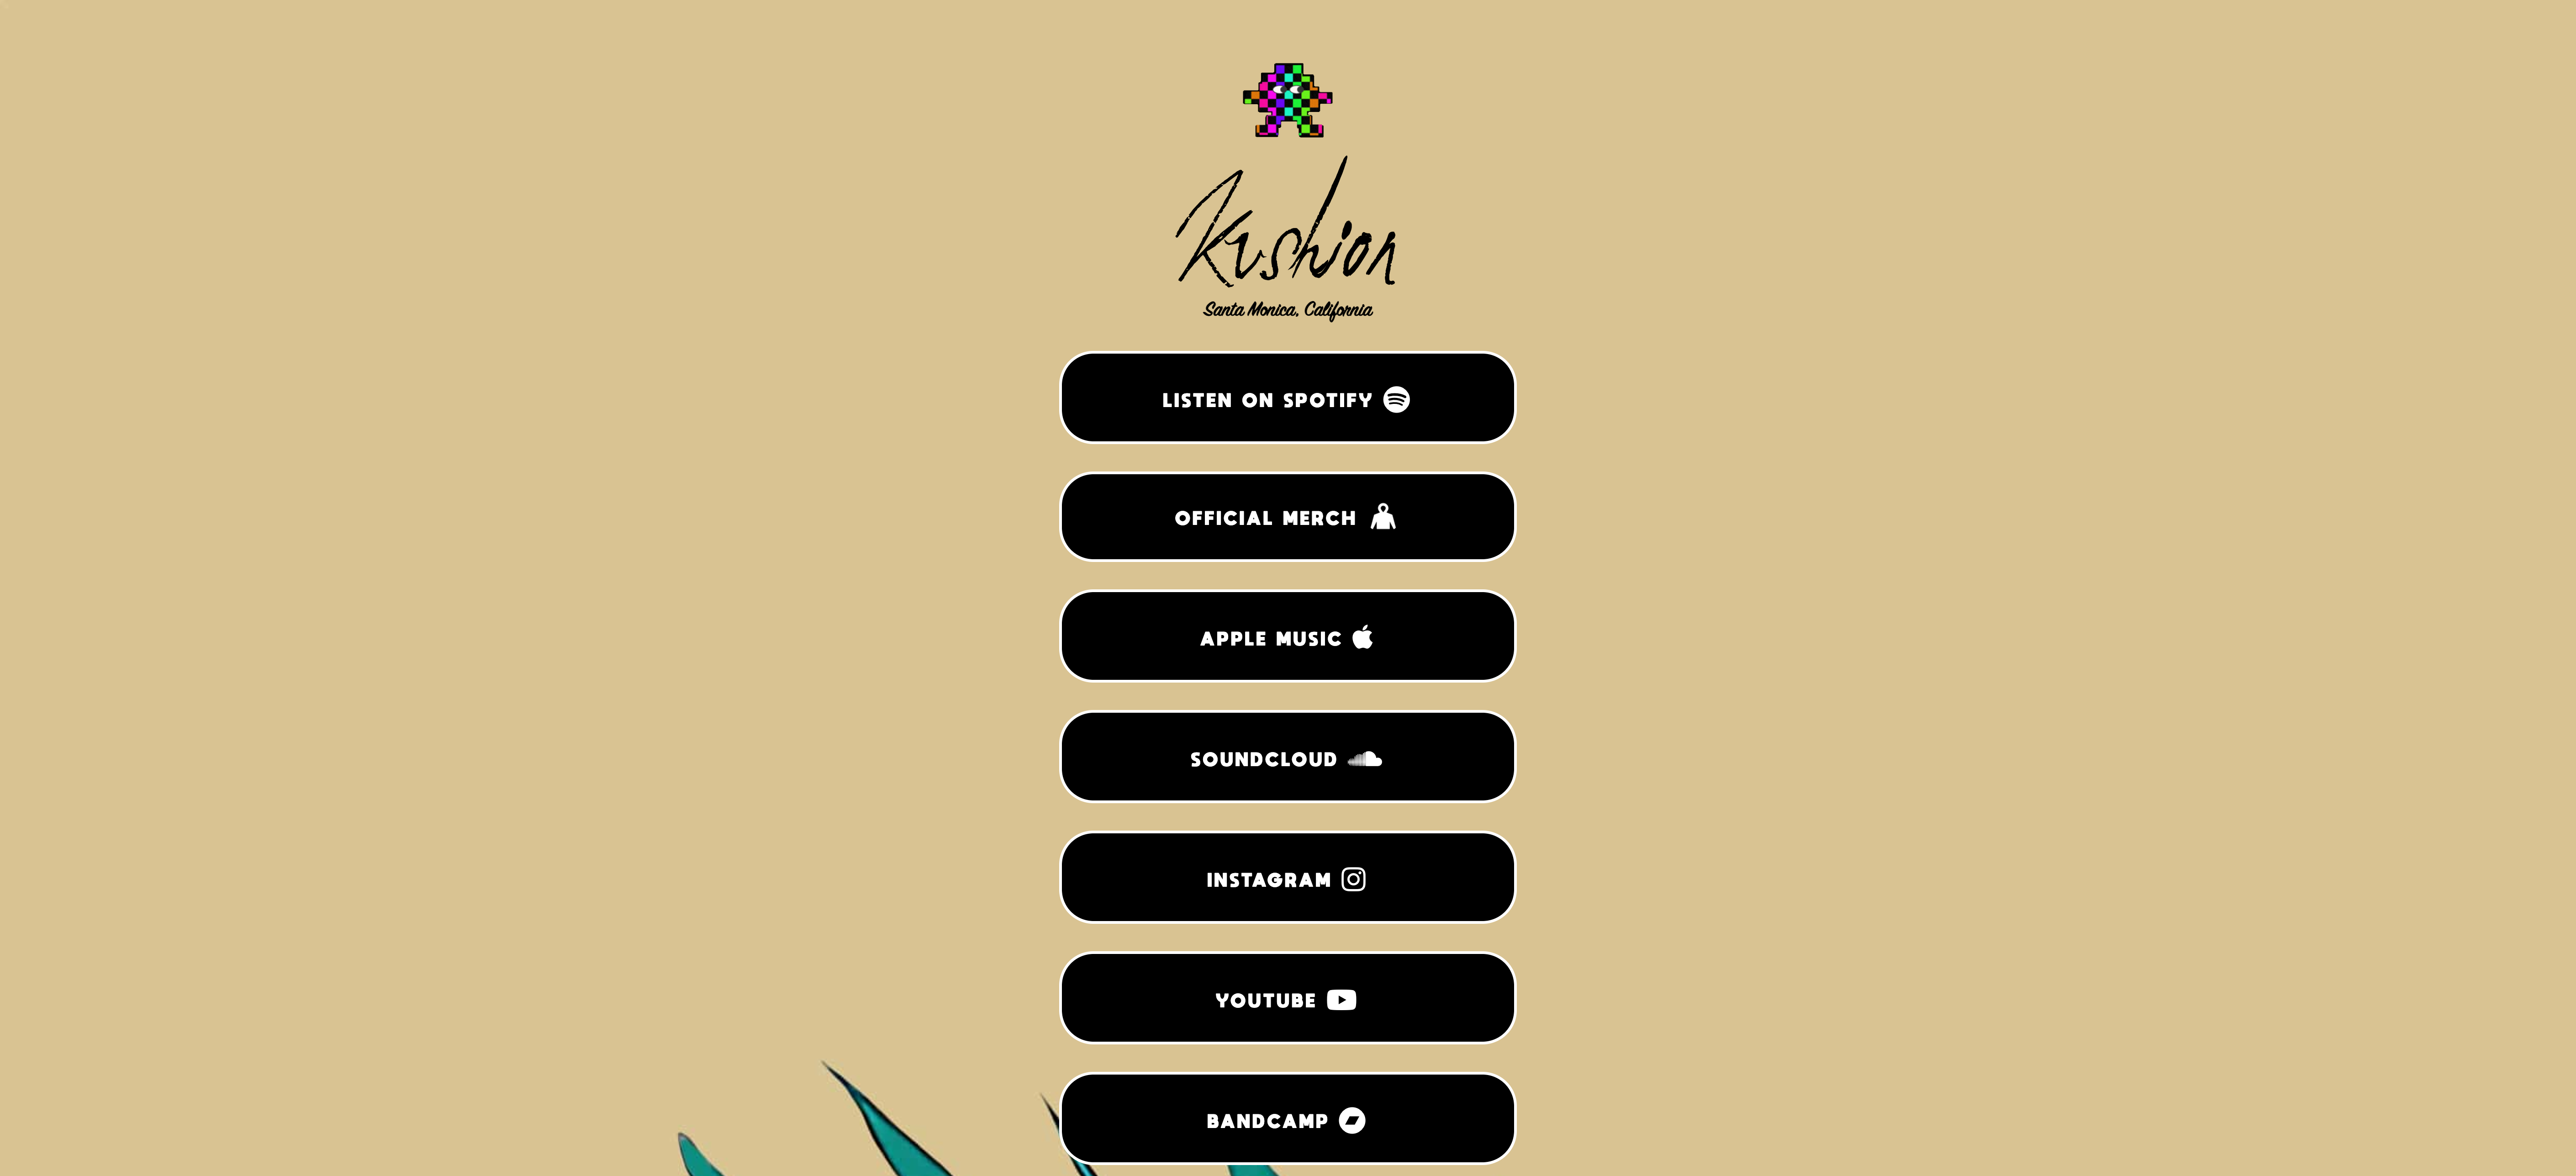 Kushion
Santa Monica, California
LISTEN ON SPOTIFY
OFFICIAL MERCH
APPLE MUSIC
SOUNDCLOUD
INSTAGRAM
YOUTUBE
BANDCAMP